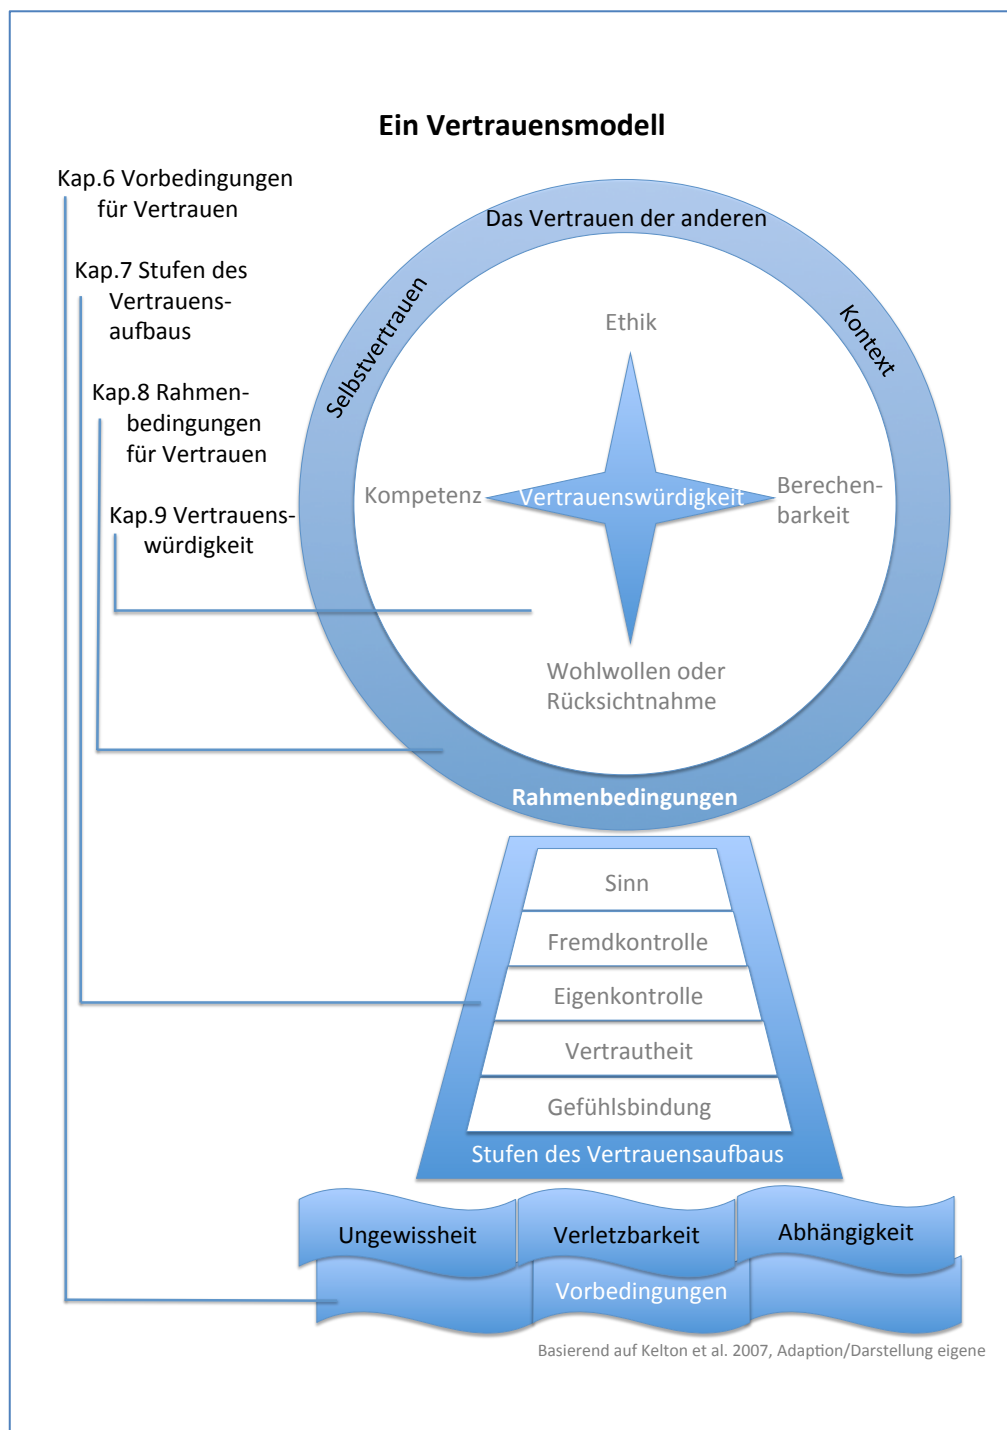 Ein Vertrauensmodell
Kap.6 Vorbedingungen
für Vertrauen
Kap.7 Stufen des
Vertrauens-
aufbaus
Kap.8 Rahmen-
bedingungen
für Vertrauen
Kap.9 Vertrauens-
würdigkeit
Das Vertrauen der anderen
Selbstvertrauen
Kontext
Ethik
Kompetenz
Vertrauenswürdigkeit
Berechen-
barkeit
Wohlwollen oder
Rücksichtnahme
Rahmenbedingungen
Sinn
Fremdkontrolle
Eigenkontrolle
Vertrautheit
Gefühlsbindung
Stufen des Vertrauensaufbaus
Ungewissheit
Verletzbarkeit
Abhängigkeit
Vorbedingungen
Basierend auf Kelton et al. 2007, Adaption/Darstellung eigene